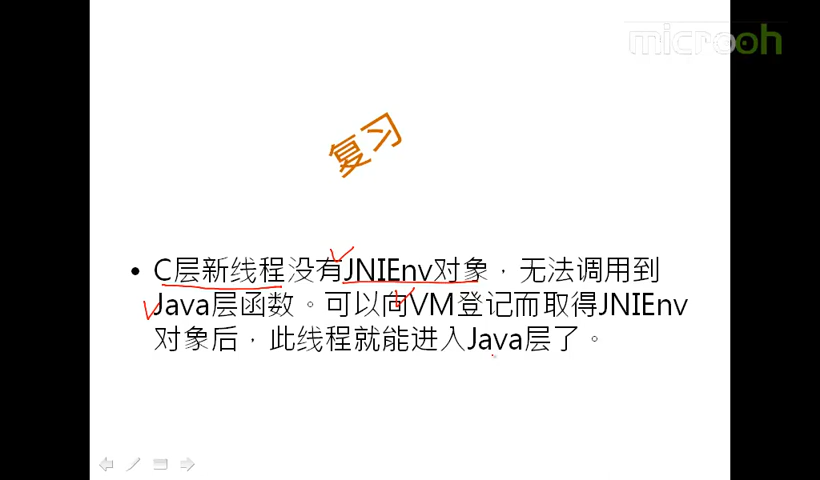 microoh
复习
• C层新线程没有JNIEnv对象，无法调用到
Java层函数。可以向VM登记而取得JNIEnv
对象后，此线程就能进入Java层了。